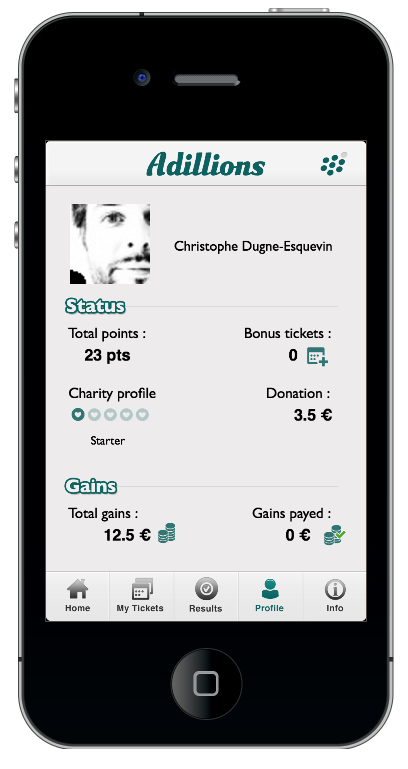 Adillions
Christophe Dugne-Esquevin
Status
Total points :
Bonus tickets :
23 pts
0
Charity profile
Donation :
3.5 €
Starter
Gains
Total gains :
Gains payed :
12.5 €
0 €
Home
My Tickets
Results
Profile
Info